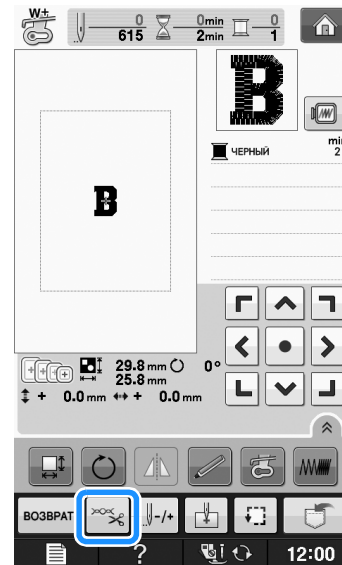 W+
0
615
0min
2min
0
1
B
ЧЕРНЫЙ
min
2
B
29.8 mm
25.8 mm
0°
+ 0.0 mm + 0.0 mm
ВОЗВРАТ
-/+
?
12:00